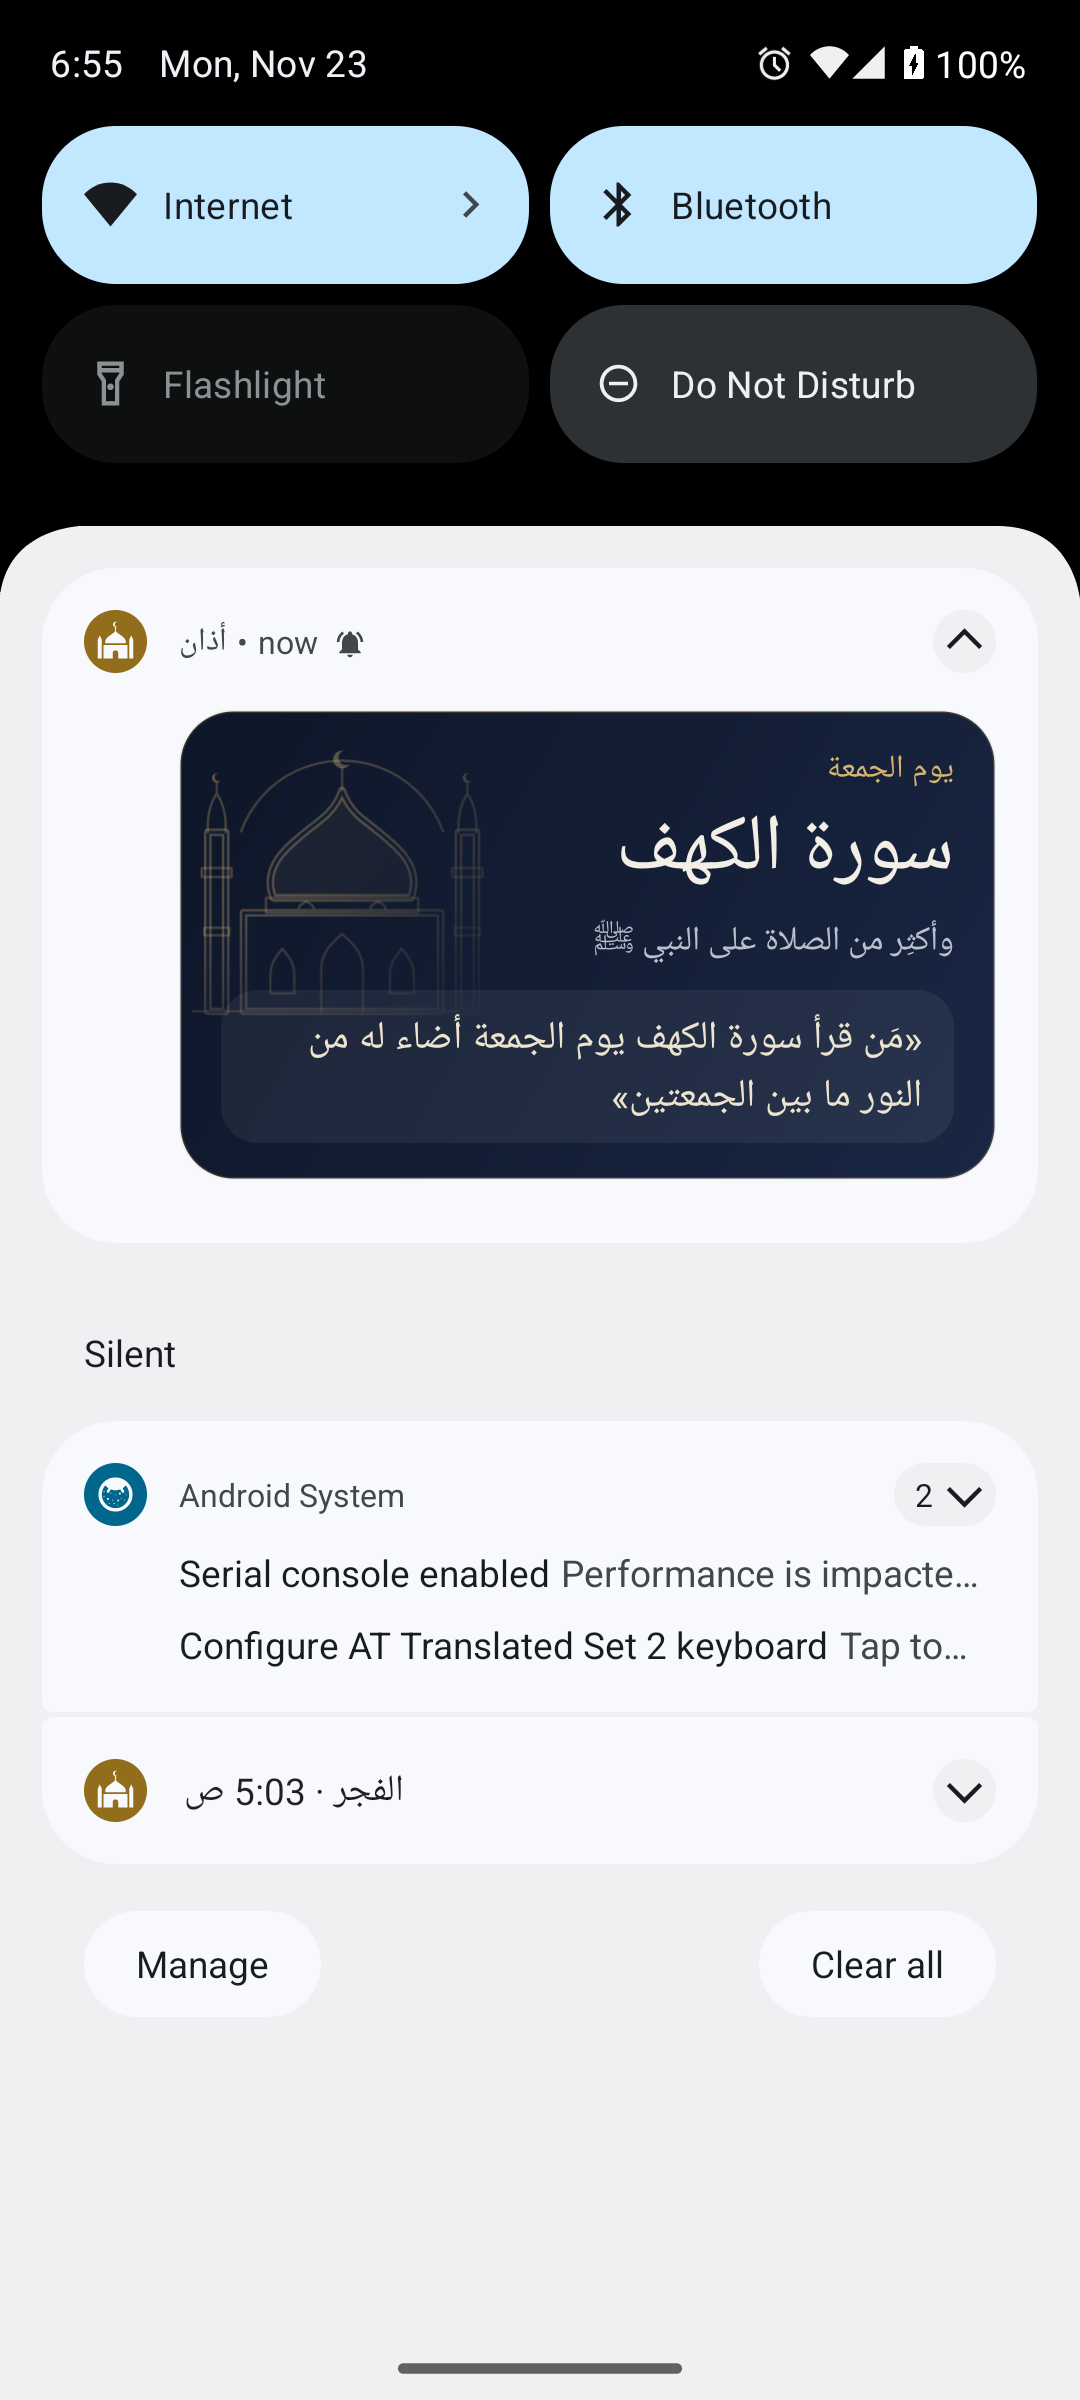 6:55 Mon, Nov 23 100%
Internet
Bluetooth
Flashlight
Do Not Disturb
أذان • now
يوم الجمعة
سورة الكهف
وأكثِر من الصلاة على النبي ﷺ
«مَن قرأ سورة الكهف يوم الجمعة أضاء له من
النور ما بين الجمعتين»
Silent
Android System 2
Serial console enabled Performance is impacte…
Configure AT Translated Set 2 keyboard Tap to…
الفجر · 5:03 ص
Manage
Clear all